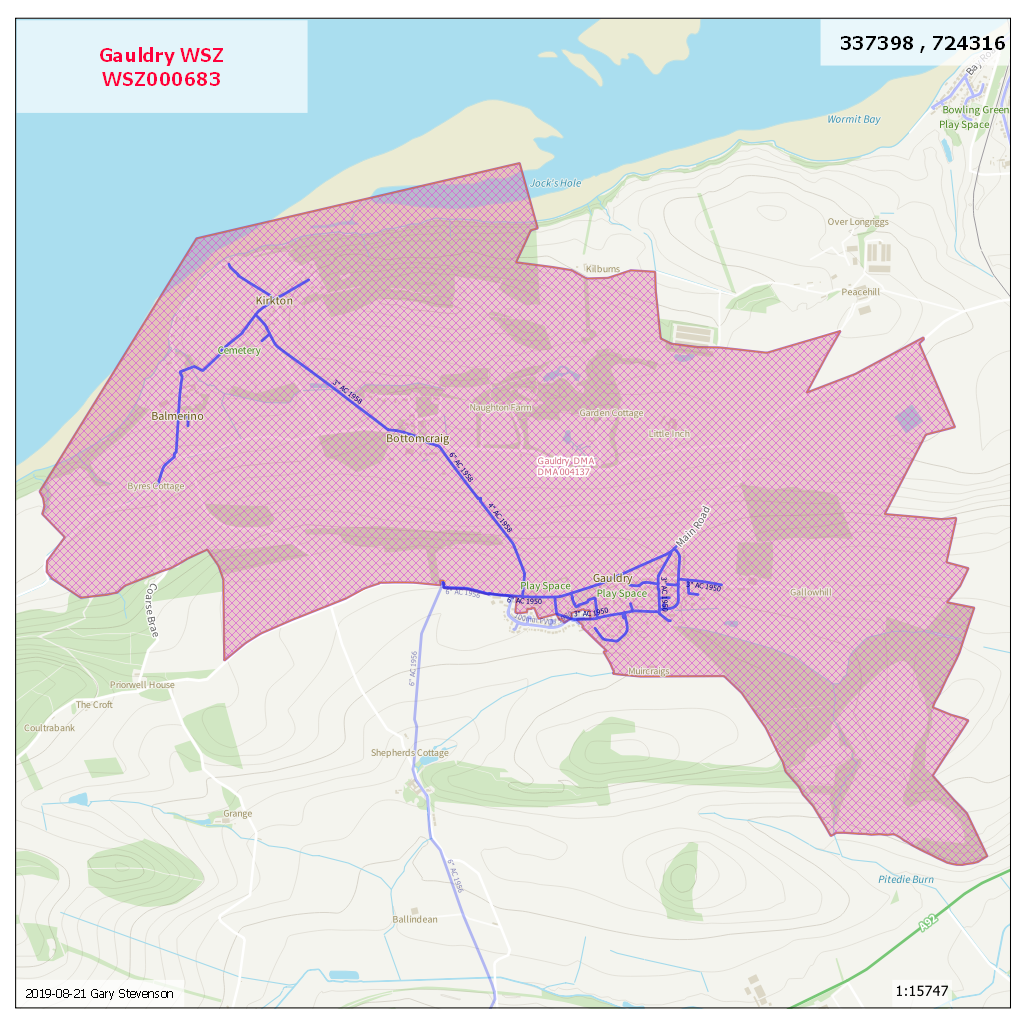 Gauldry WSZ
WSZ000683
337398 , 724316
Wormit Bay
Bowling Green
Play Space
Jock's Hole
Over Longriggs
Kilburns
Peacehill
Kirkton
Cemetery
3" AC 1958
Balmerino
Naughton Farm
Garden Cottage
Bottomcraig
Little Inch
Gauldry DMA
DMA004137
6" AC 1958
Byres Cottage
4" AC 1958
Main Road
Play Space
Gauldry
Play Space
6" AC 1956
6" AC 1950
3" AC 1950
3" AC 1950
Gallowhill
Coarse Brae
6" AC 1956
Muircraigs
Priorwell House
The Croft
Coultrabank
Shepherds Cottage
Grange
6" AC 1956
Pitedie Burn
Ballindean
A92
2019-08-21 Gary Stevenson
1:15747